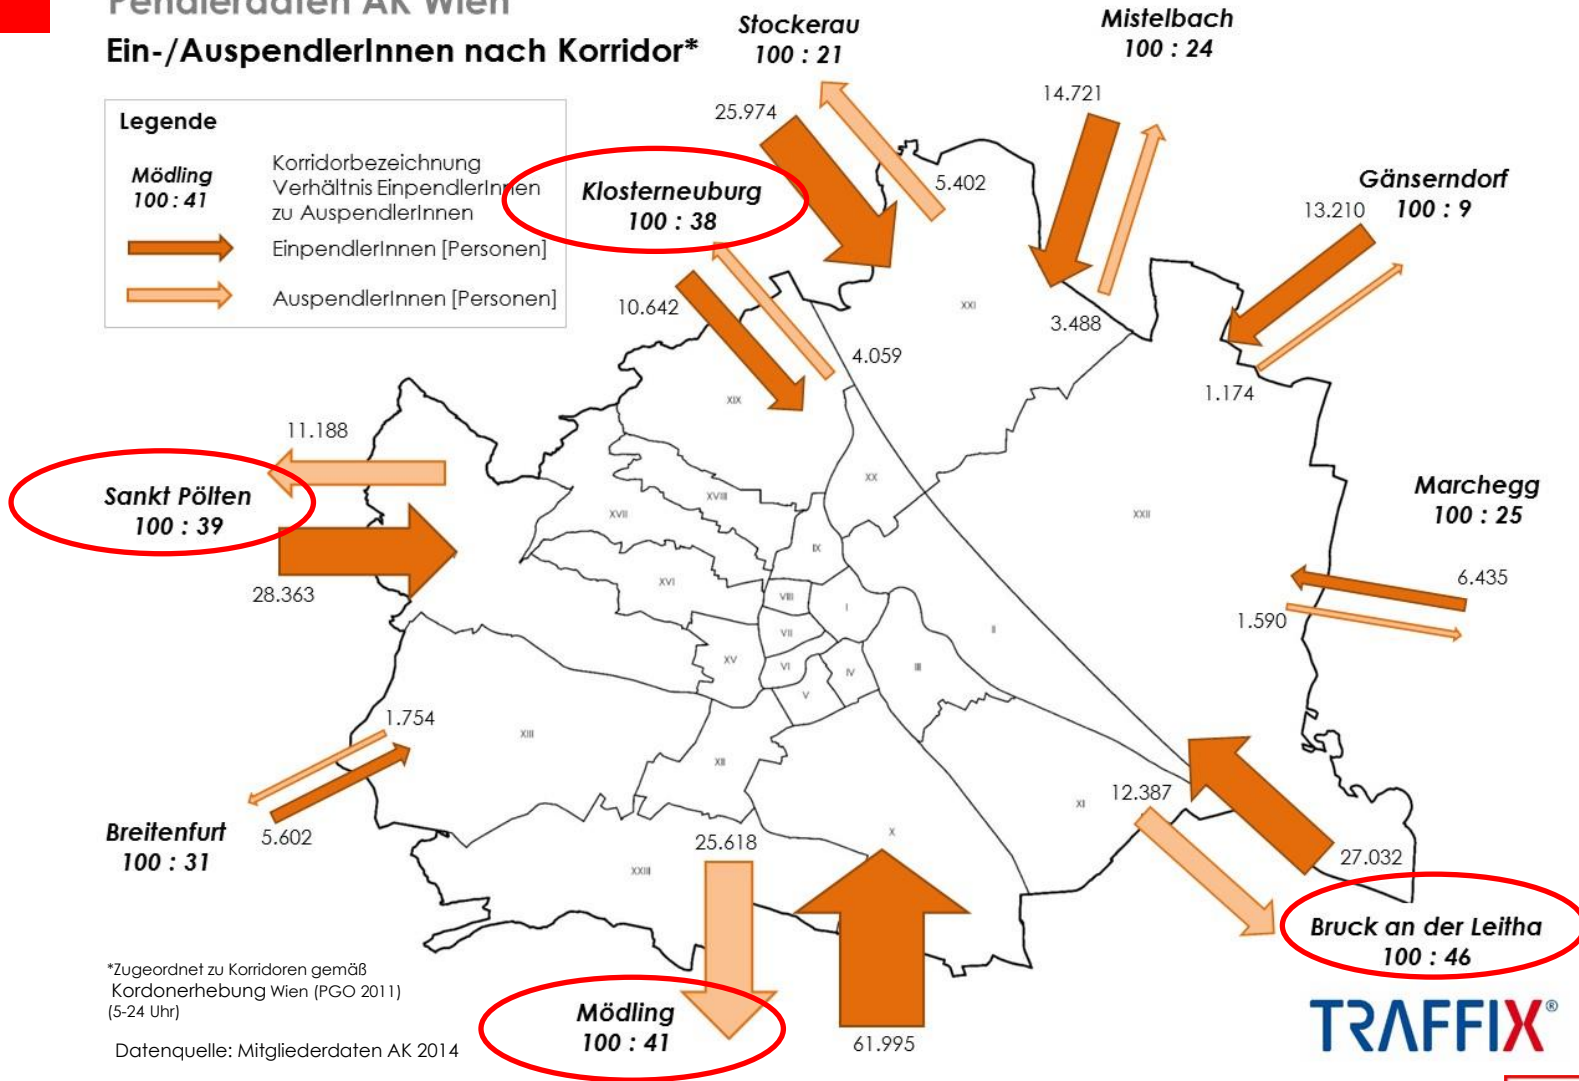 Pendlerdaten AK Wien
Ein-/AuspendlerInnen nach Korridor*
Legende
Mödling
100 : 41
Korridorbezeichnung
Verhältnis EinpendlerInnen
zu AuspendlerInnen
EinpendlerInnen [Personen]
AuspendlerInnen [Personen]
Stockerau
100 : 21
25.974
5.402
Mistelbach
100 : 24
14.721
3.488
Gänserndorf
100 : 9
13.210
1.174
Klosterneuburg
100 : 38
10.642
4.059
Sankt Pölten
100 : 39
11.188
28.363
Marchegg
100 : 25
6.435
1.590
Breitenfurt
100 : 31
1.754
5.602
Mödling
100 : 41
25.618
61.995
Bruck an der Leitha
100 : 46
12.387
27.032
XXI
XIX
XX
XVIII
XVII
XXII
IX
XVI
VIII
I
VII
II
XV
VI
IV
III
V
XIII
XII
XI
X
XXIII
*Zugeordnet zu Korridoren gemäß
Kordonerhebung Wien (PGO 2011)
(5-24 Uhr)
Datenquelle: Mitgliederdaten AK 2014
TRAFFIX®